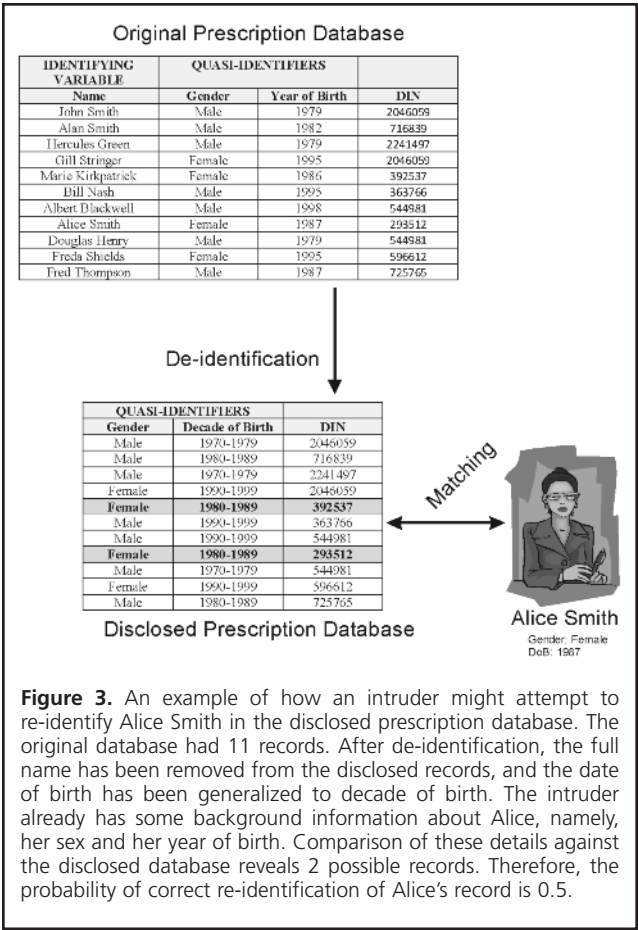 Original Prescription Database
IDENTIFYING VARIABLE QUASI-IDENTIFIERS
Name Gender Year of Birth DIN
John Smith Male 1979 2046059
Alan Smith Male 1982 716839
Hercules Green Male 1979 2241497
Gill Stringer Female 1995 2046059
Marie Kirkpatrick Female 1986 392537
Bill Nash Male 1995 363766
Albert Blackwell Male 1998 544981
Alice Smith Female 1987 293512
Douglas Henry Male 1979 544981
Freda Shields Female 1995 596612
Fred Thompson Male 1987 725765
De-identification
QUASI-IDENTIFIERS
Gender Decade of Birth DIN
Male 1970-1979 2046059
Male 1980-1989 716839
Male 1970-1979 2241497
Female 1990-1999 2046059
Female 1980-1989 392537
Male 1990-1999 363766
Male 1990-1999 544981
Female 1980-1989 293512
Male 1970-1979 544981
Female 1990-1999 596612
Male 1980-1989 725765
Disclosed Prescription Database
Matching
Alice Smith
Gender: Female
DoB: 1987
Figure 3. An example of how an intruder might attempt to
re-identify Alice Smith in the disclosed prescription database. The
original database had 11 records. After de-identification, the full
name has been removed from the disclosed records, and the date
of birth has been generalized to decade of birth. The intruder
already has some background information about Alice, namely,
her sex and her year of birth. Comparison of these details against
the disclosed database reveals 2 possible records. Therefore, the
probability of correct re-identification of Alice's record is 0.5.